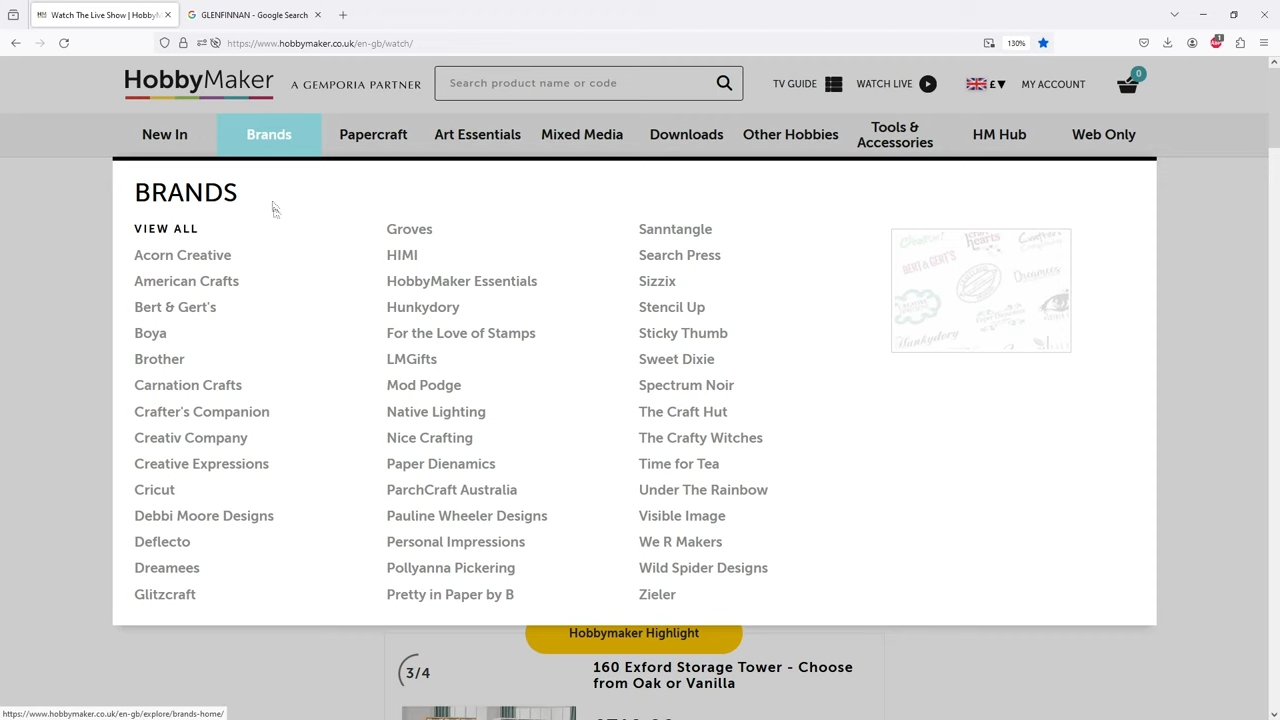 Watch The Live Show | HobbyM
GLENFINNAN - Google Search
https://www.hobbymaker.co.uk/en-gb/watch/
130%
1
HobbyMaker
A GEMPORIA PARTNER
Search product name or code
TV GUIDE
WATCH LIVE
£
MY ACCOUNT
0
New In
Brands
Papercraft
Art Essentials
Mixed Media
Downloads
Other Hobbies
Tools &
Accessories
HM Hub
Web Only
BRANDS
VIEW ALL
Acorn Creative
American Crafts
Bert & Gert's
Boya
Brother
Carnation Crafts
Crafter's Companion
Creativ Company
Creative Expressions
Cricut
Debbi Moore Designs
Deflecto
Dreamees
Glitzcraft
Groves
HIMI
HobbyMaker Essentials
Hunkydory
For the Love of Stamps
LMGifts
Mod Podge
Native Lighting
Nice Crafting
Paper Dienamics
ParchCraft Australia
Pauline Wheeler Designs
Personal Impressions
Pollyanna Pickering
Pretty in Paper by B
Sanntangle
Search Press
Sizzix
Stencil Up
Sticky Thumb
Sweet Dixie
Spectrum Noir
The Craft Hut
The Crafty Witches
Time for Tea
Under The Rainbow
Visible Image
We R Makers
Wild Spider Designs
Zieler
BERT & GERT'S
Dreamees
Hunkydory
Hobbymaker Highlight
3/4
160 Exford Storage Tower - Choose
from Oak or Vanilla
https://www.hobbymaker.co.uk/en-gb/explore/brands-home/